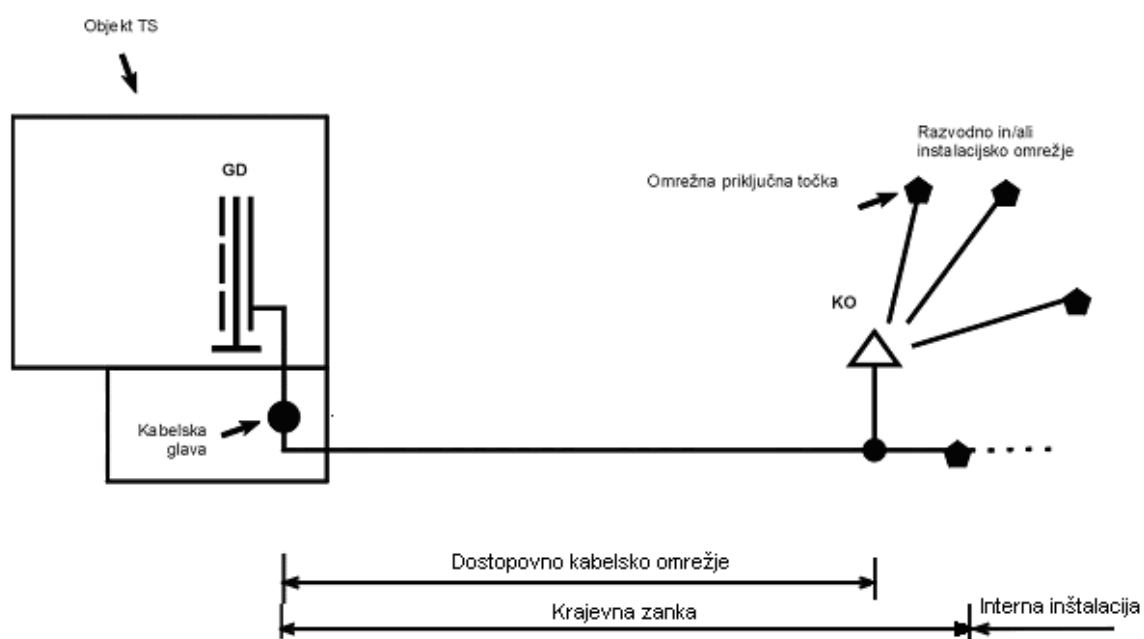 Objekt TS
GD
Razvodno in/ali
instalacijsko omrežje
Omrežna priključna točka
KO
Kabelska
glava
Dostopovno kabelsko omrežje
Krajevna zanka
Interna inštalacija